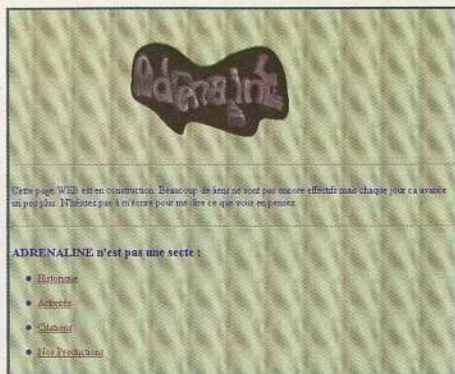 Adrenaline
Cette page WEB est en construction. Beaucoup de liens ne sont pas encore effectifs mais chaque jour ca avance
un peu plus. N'hésitez pas à m'écrire pour me dire ce que vous en pensez.
ADRENALINE n'est pas une secte :
Historique
Activités
Citations
Nos Productions